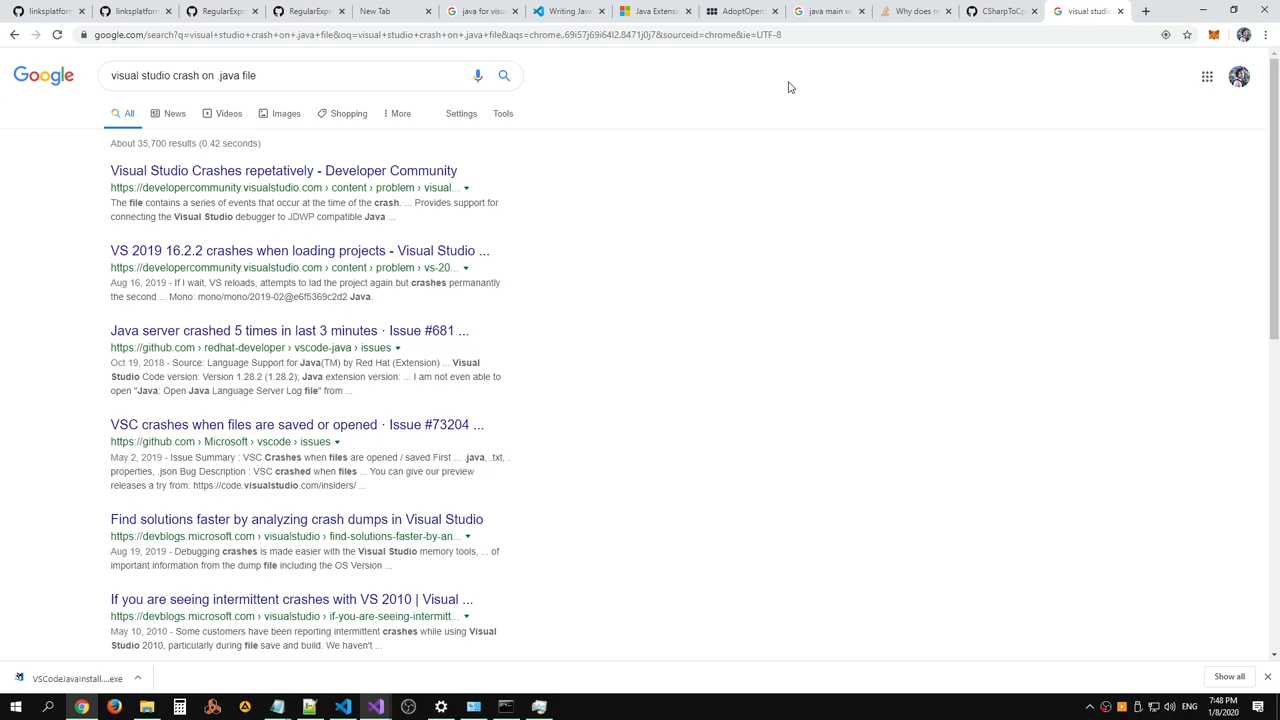 linksplatfor
linksplatfor
RegularExpr
RegularExpr
New Tab
java for visu
Writing Java
Java Extensi
AdoptOpen
java main w
Why does m
CSharpToCp
visual studio
google.com/search?q=visual+studio+crash+on+.java+file&oq=visual+studio+crash+on+.java+file&aqs=chrome..69i57j69i64l2.8471j0j7&sourceid=chrome&ie=UTF-8
Google
visual studio crash on .java file
All
News
Videos
Images
Shopping
More
Settings
Tools
About 35,700 results (0.42 seconds)
Visual Studio Crashes repetatively - Developer Community
https://developercommunity.visualstudio.com › content › problem › visual...
The file contains a series of events that occur at the time of the crash. ... Provides support for
connecting the Visual Studio debugger to JDWP compatible Java ...
VS 2019 16.2.2 crashes when loading projects - Visual Studio ...
https://developercommunity.visualstudio.com › content › problem › vs-20...
Aug 16, 2019 - If I wait, VS reloads, attempts to lad the project again but crashes permanantly
the second ... Mono: mono/mono/2019-02@e6f5369c2d2 Java.
Java server crashed 5 times in last 3 minutes · Issue #681 ...
https://github.com › redhat-developer › vscode-java › issues
Oct 19, 2018 - Source: Language Support for Java(TM) by Red Hat (Extension) ... Visual
Studio Code version: Version 1.28.2 (1.28.2); Java extension version: ... I am not even able to
open "Java: Open Java Language Server Log file" from ...
VSC crashes when files are saved or opened · Issue #73204 ...
https://github.com › Microsoft › vscode › issues
May 2, 2019 - Issue Summary : VSC Crashes when files are opened / saved First ... .java, .txt, .
properties, .json Bug Description : VSC crashed when files ... You can give our preview
releases a try from: https://code.visualstudio.com/insiders/ ...
Find solutions faster by analyzing crash dumps in Visual Studio
https://devblogs.microsoft.com › visualstudio › find-solutions-faster-by-an...
Aug 19, 2019 - Debugging crashes is made easier with the Visual Studio memory tools, ... of
important information from the dump file including the OS Version ...
If you are seeing intermittent crashes with VS 2010 | Visual ...
https://devblogs.microsoft.com › visualstudio › if-you-are-seeing-intermitt...
May 10, 2010 - Some customers have been reporting intermittent crashes while using Visual
Studio 2010, particularly during file save and build. We haven't ...
VSCodeJavaInstall....exe
Show all
ENG
7:48 PM
1/8/2020